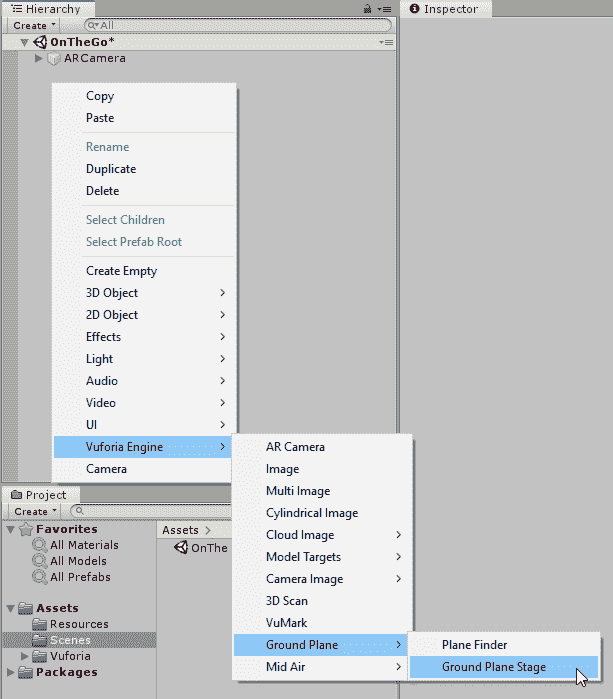 Hierarchy
Inspector
Create
All
OnTheGo*
ARCamera
Copy
Paste
Rename
Duplicate
Delete
Select Children
Select Prefab Root
Create Empty
3D Object
2D Object
Effects
Light
Audio
Video
UI
Vuforia Engine
Camera
AR Camera
Image
Multi Image
Cylindrical Image
Cloud Image
Model Targets
Camera Image
3D Scan
VuMark
Ground Plane
Mid Air
Plane Finder
Ground Plane Stage
Project
Create
Favorites
All Materials
All Models
All Prefabs
Assets
Resources
Scenes
Vuforia
Packages
Assets
OnThe